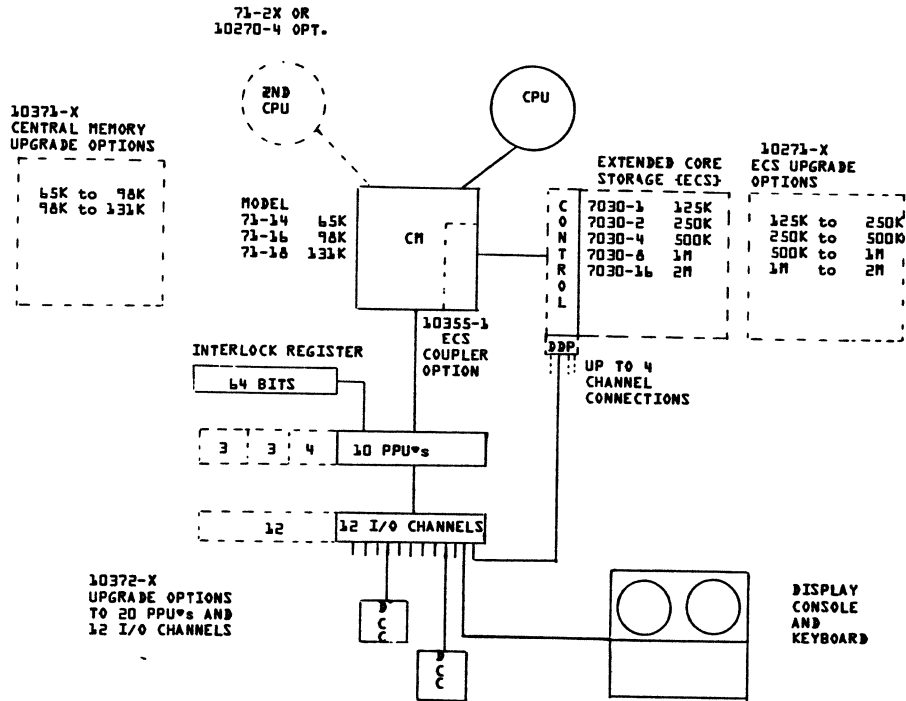 71-2X OR
10270-4 OPT.
2ND
CPU
CPU
10371-X
CENTRAL MEMORY
UPGRADE OPTIONS
65K to 98K
98K to 131K
MODEL
71-14 65K
71-16 98K
71-18 131K
CM
CONTROL
EXTENDED CORE
STORAGE {ECS}
7030-1 125K
7030-2 250K
7030-4 500K
7030-8 1M
7030-16 2M
10271-X
ECS UPGRADE
OPTIONS
125K to 250K
250K to 500K
500K to 1M
1M to 2M
10355-1
ECS
COUPLER
OPTION
DDP
UP TO 4
CHANNEL
CONNECTIONS
INTERLOCK REGISTER
64 BITS
3 3 4 10 PPU♥s
12 12 I/O CHANNELS
10372-X
UPGRADE OPTIONS
TO 20 PPU♥s AND
12 I/O CHANNELS
DCC
DCC
DISPLAY
CONSOLE
AND
KEYBOARD